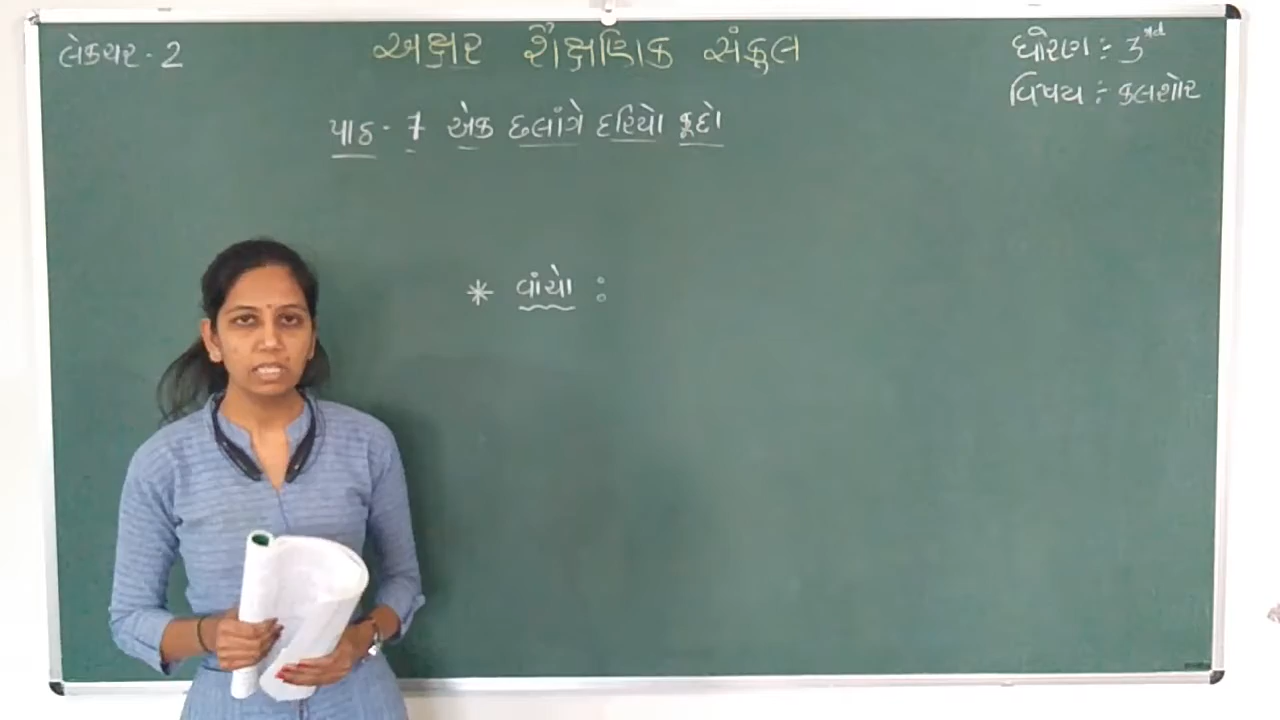 લેકચર - 2
અક્ષર શૈક્ષણિક સંકુલ
ધોરણ : 3rd
વિષય : કલશોર
પાઠ - 7 એક છલાંગે દરિયો કૂદો
* વાંચો :